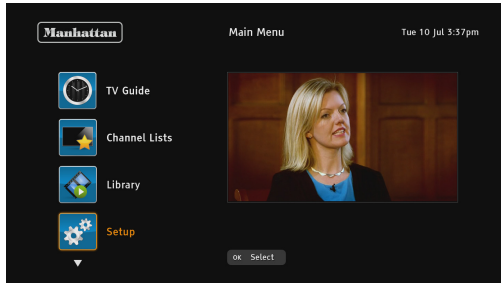 Manhattan
Main Menu
Tue 10 Jul 3:37pm
TV Guide
Channel Lists
Library
Setup
OK Select